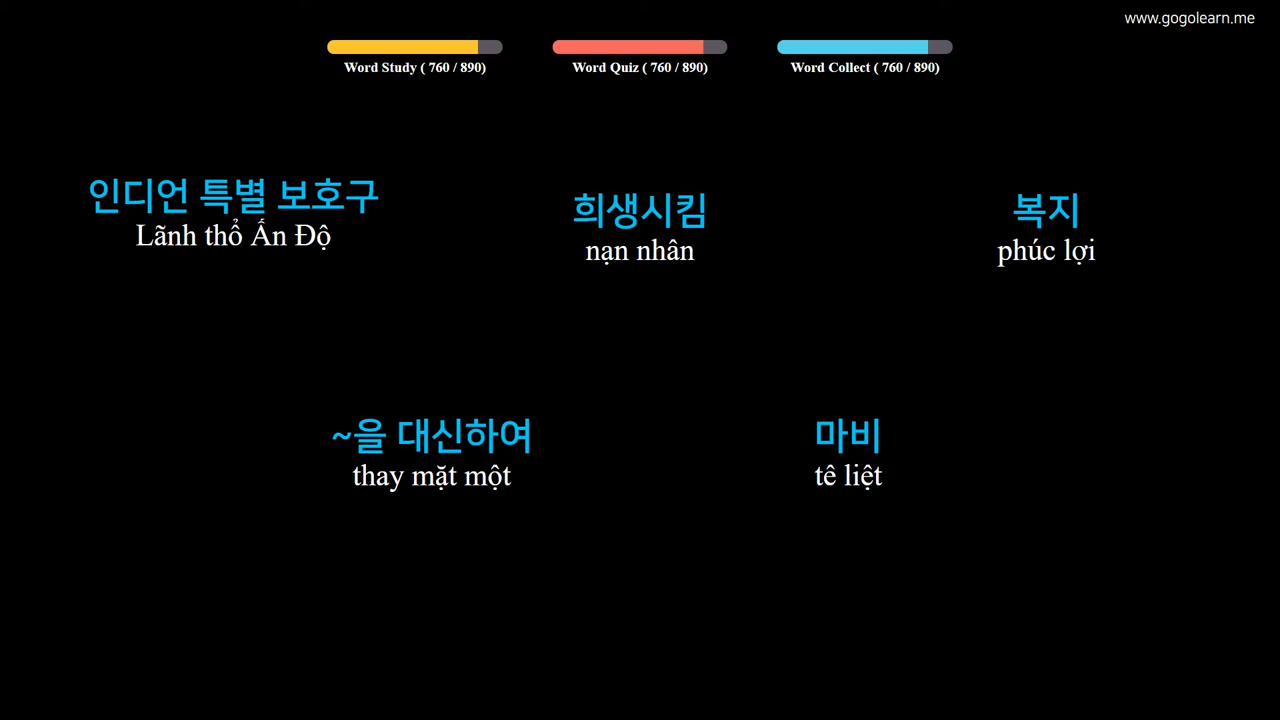 www.gogolearn.me
Word Study ( 760 / 890)
Word Quiz ( 760 / 890)
Word Collect ( 760 / 890)
인디언 특별 보호구
Lãnh thổ Ấn Độ
희생시킴
nạn nhân
복지
phúc lợi
~을 대신하여
thay mặt một
마비
tê liệt